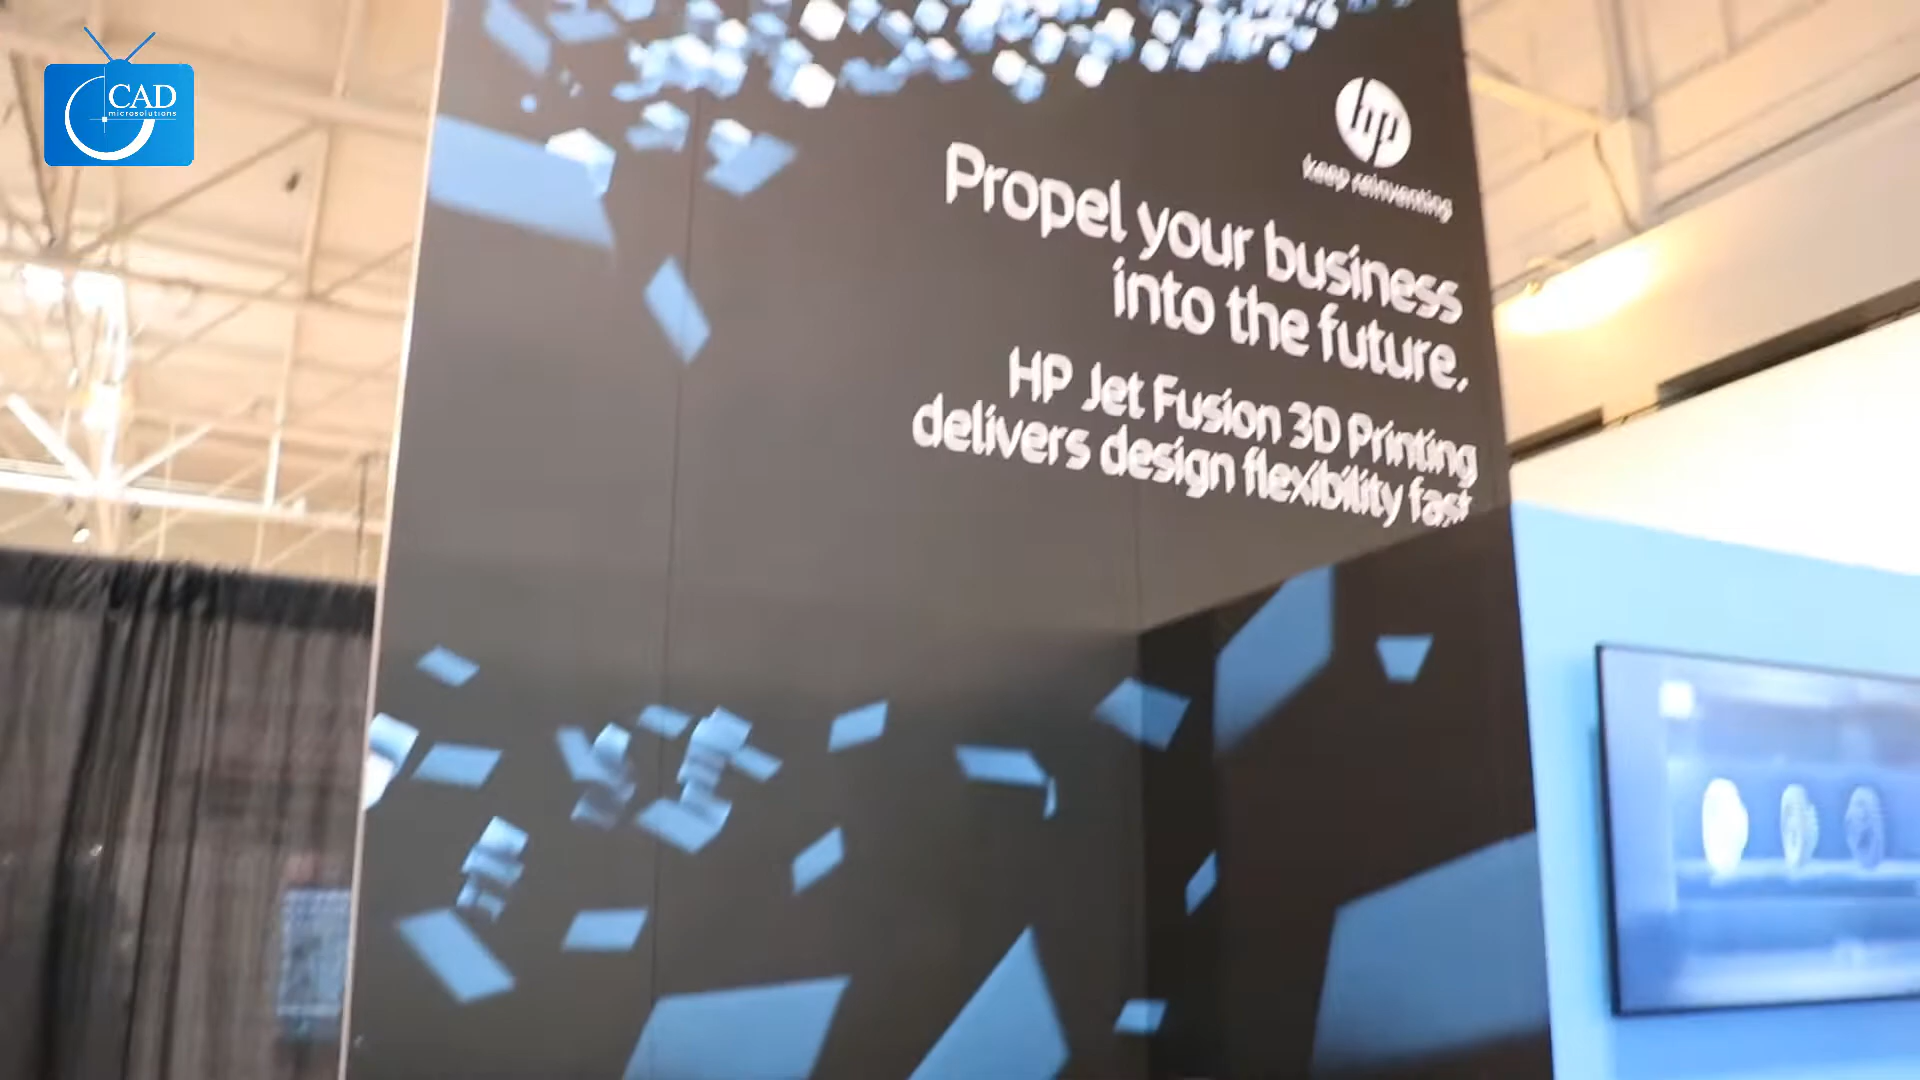 CAD
microsolutions
hp
keep reinventing
Propel your business
into the future.
HP Jet Fusion 3D Printing
delivers design flexibility fast